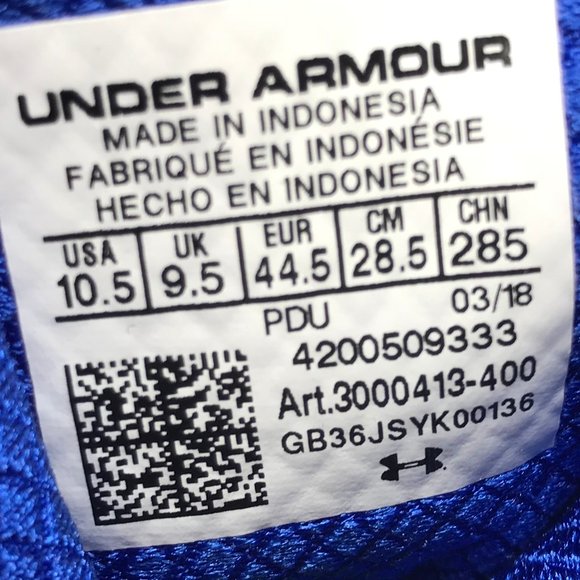 UNDER ARMOUR
MADE IN INDONESIA
FABRIQUÉ EN INDONÉSIE
HECHO EN INDONESIA
USA UK EUR CM CHN
10.5 9.5 44.5 28.5 285
PDU 03/18
4200509333
Art.3000413-400
GB36JSYK00136